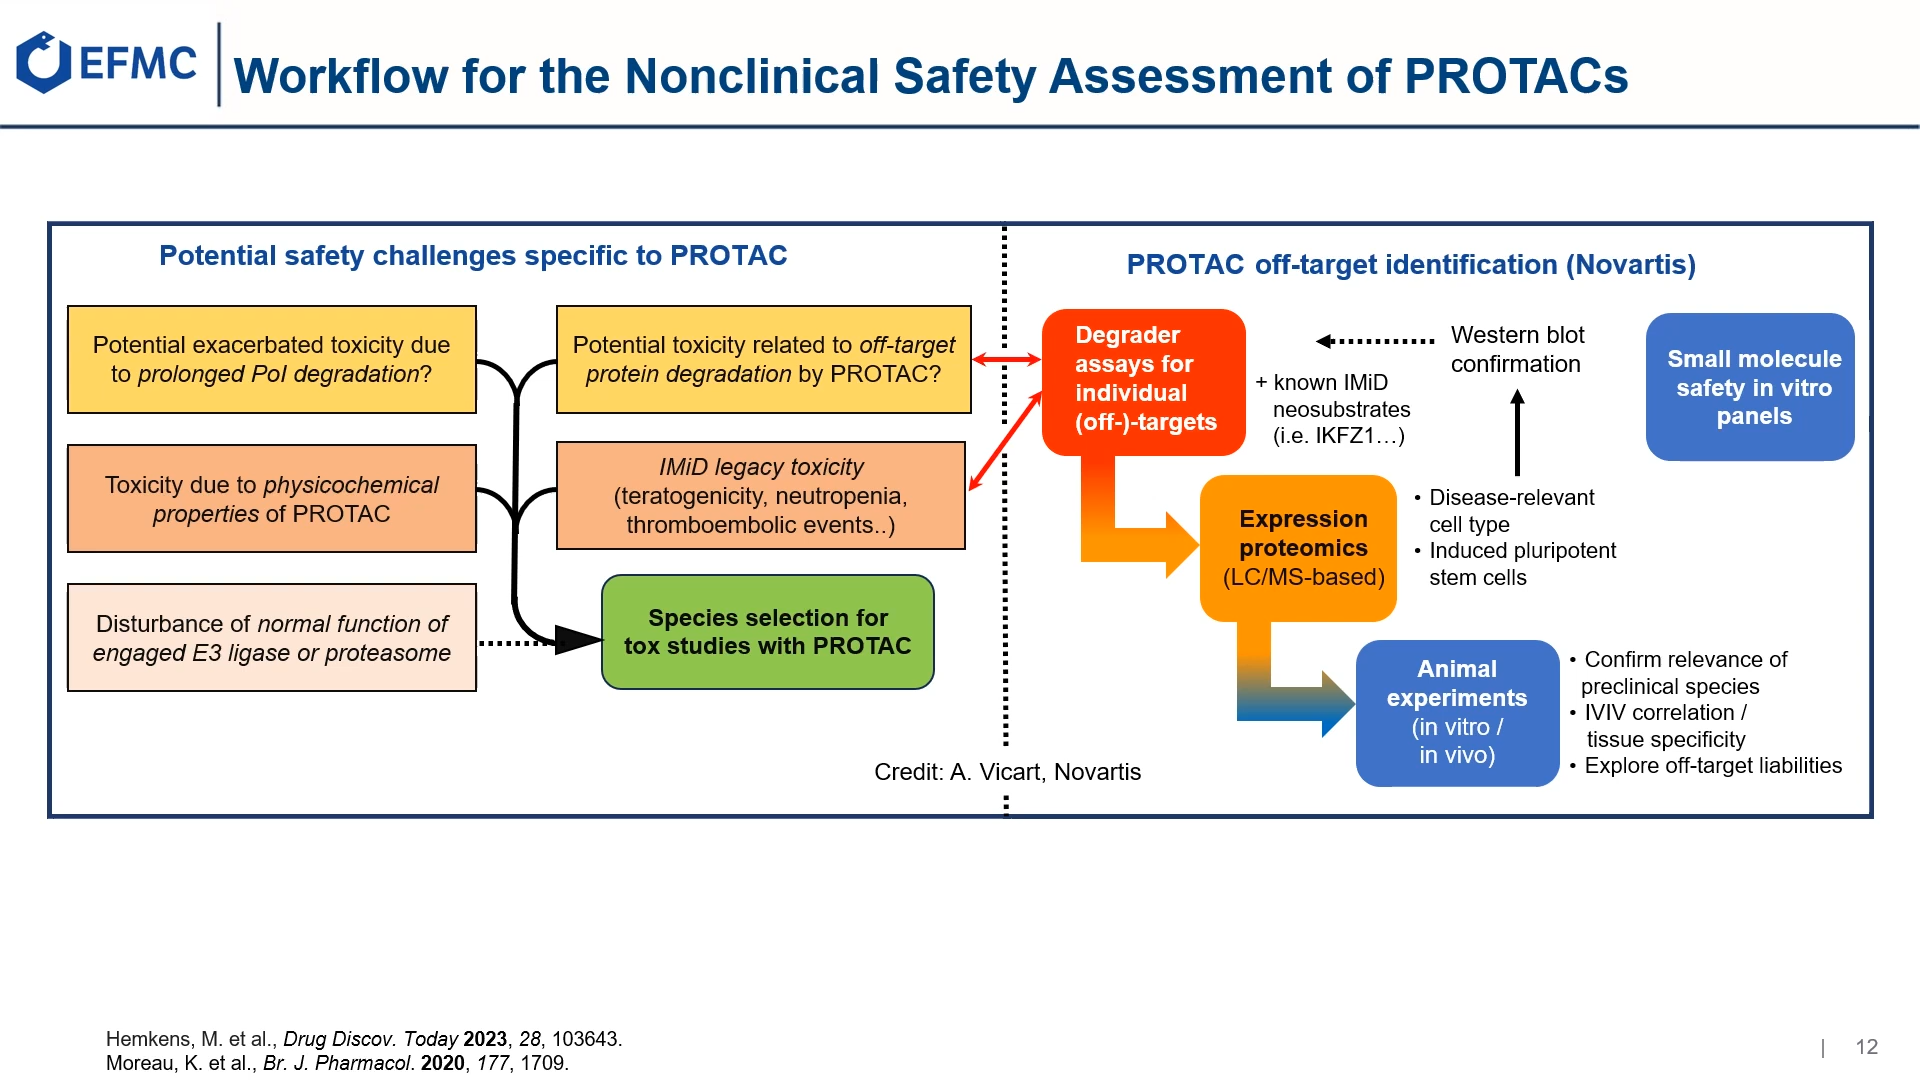 EFMC
Workflow for the Nonclinical Safety Assessment of PROTACs
Potential safety challenges specific to PROTAC
Potential exacerbated toxicity due
to prolonged PoI degradation?
Potential toxicity related to off-target
protein degradation by PROTAC?
Toxicity due to physicochemical
properties of PROTAC
IMiD legacy toxicity
(teratogenicity, neutropenia,
thromboembolic events..)
Disturbance of normal function of
engaged E3 ligase or proteasome
Species selection for
tox studies with PROTAC
PROTAC off-target identification (Novartis)
Degrader
assays for
individual
(off-)-targets
+ known IMiD
neosubstrates
(i.e. IKFZ1…)
Western blot
confirmation
Small molecule
safety in vitro
panels
Expression
proteomics
(LC/MS-based)
• Disease-relevant
cell type
• Induced pluripotent
stem cells
Animal
experiments
(in vitro /
in vivo)
• Confirm relevance of
preclinical species
• IVIV correlation /
tissue specificity
• Explore off-target liabilities
Credit: A. Vicart, Novartis
Hemkens, M. et al., Drug Discov. Today 2023, 28, 103643.
Moreau, K. et al., Br. J. Pharmacol. 2020, 177, 1709.
| 12